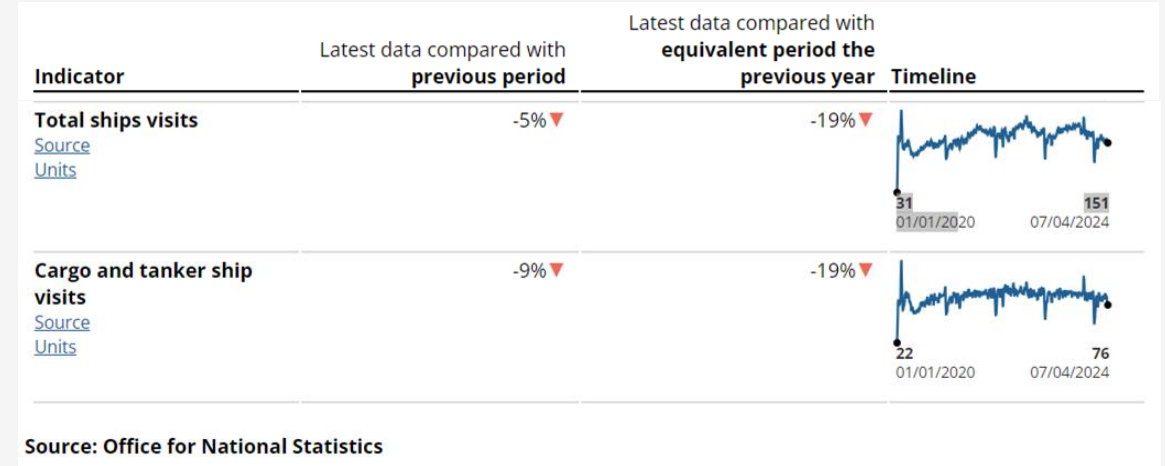 Indicator
Latest data compared with
previous period
Latest data compared with
equivalent period the
previous year
Timeline
Total ships visits
Source
Units
-5%▼
-19%▼
31
151
01/01/2020
07/04/2024
Cargo and tanker ship
visits
Source
Units
-9%▼
-19%▼
22
76
01/01/2020
07/04/2024
Source: Office for National Statistics